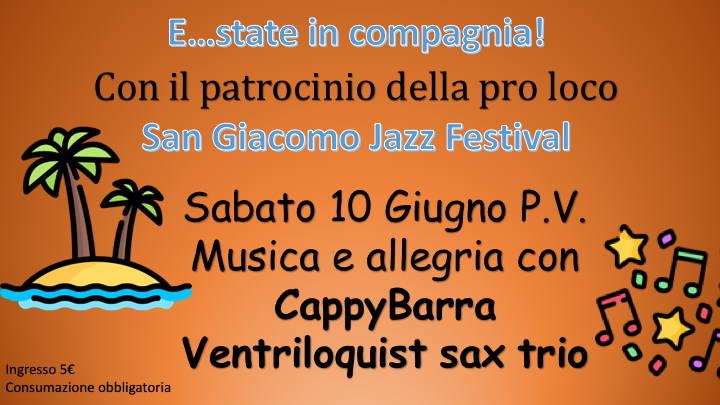 E...state in compagnia!
Con il patrocinio della pro loco
San Giacomo Jazz Festival
Sabato 10 Giugno P.V.
Musica e allegria con
CappyBarra
Ventriloquist sax trio
Ingresso 5€
Consumazione obbligatoria